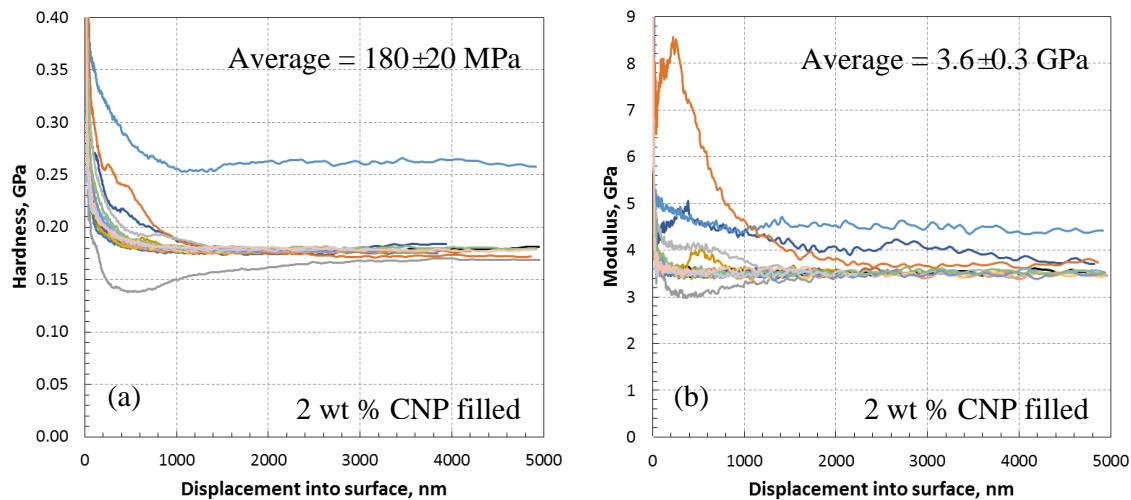 Average = 180±20 MPa
0.40
0.35
0.30
0.25
0.20
0.15
0.10
0.05
0.00
Hardness, GPa
(a)
2 wt % CNP filled
0 1000 2000 3000 4000 5000
Displacement into surface, nm
Average = 3.6±0.3 GPa
9
8
7
6
5
4
3
2
1
0
Modulus, GPa
(b)
2 wt % CNP filled
0 1000 2000 3000 4000 5000
Displacement into surface, nm